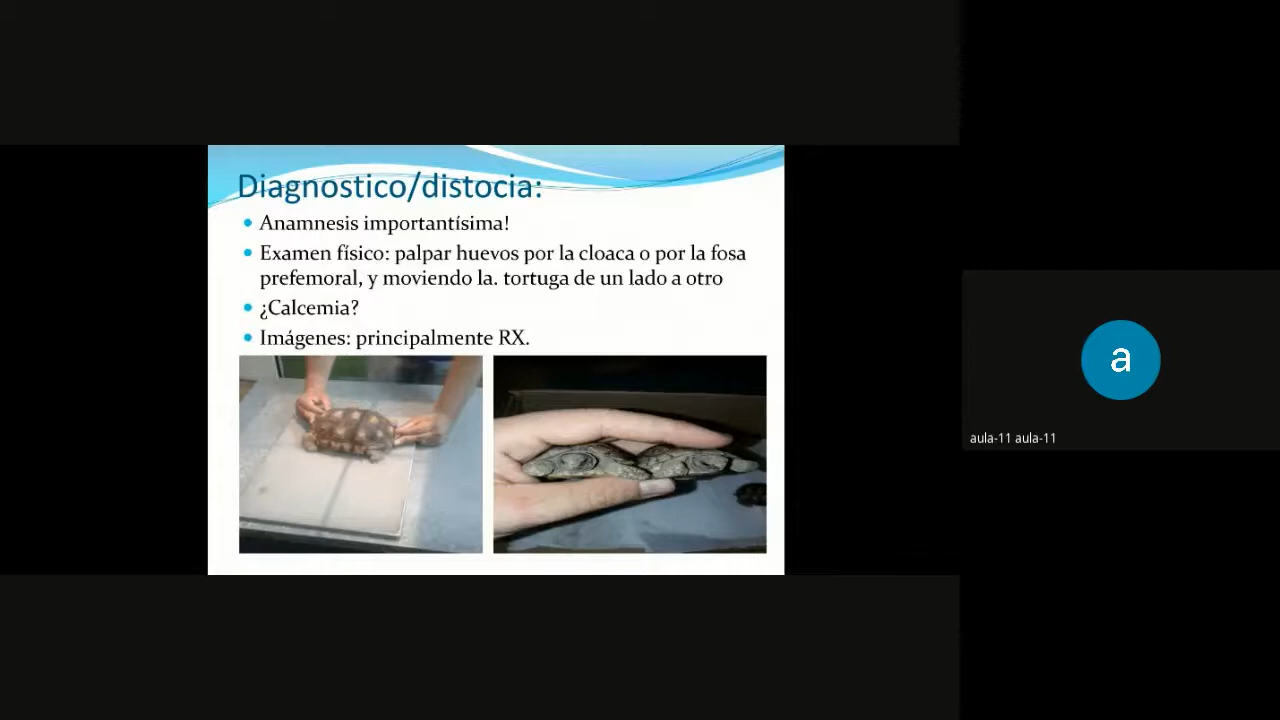 Diagnostico/distocia:
Anamnesis importantísima!
Examen físico: palpar huevos por la cloaca o por la fosa
prefemoral, y moviendo la. tortuga de un lado a otro
¿Calcemia?
Imágenes: principalmente RX.
a
aula-11 aula-11